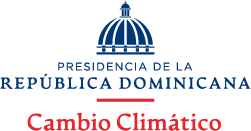 PRESIDENCIA DE LA
REPÚBLICA DOMINICANA
Cambio Climático